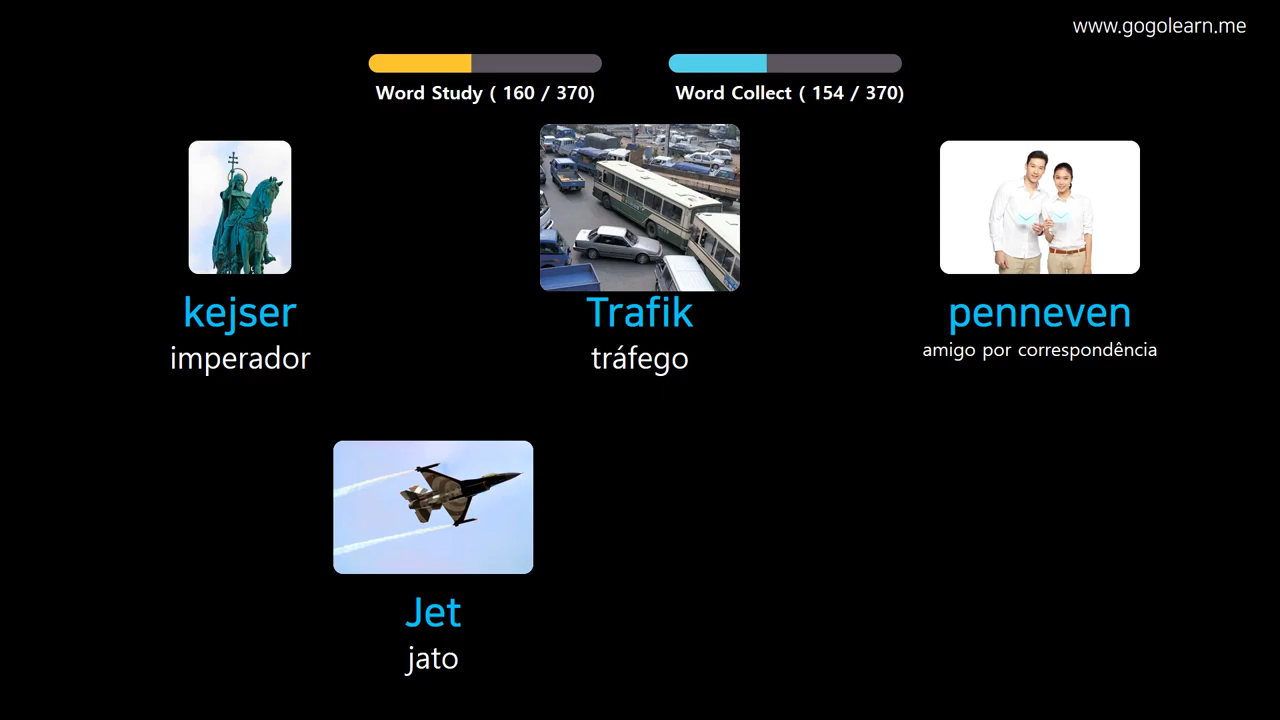 www.gogolearn.me
Word Study ( 160 / 370)
Word Collect ( 154 / 370)
kejser
imperador
Trafik
tráfego
penneven
amigo por correspondência
Jet
jato